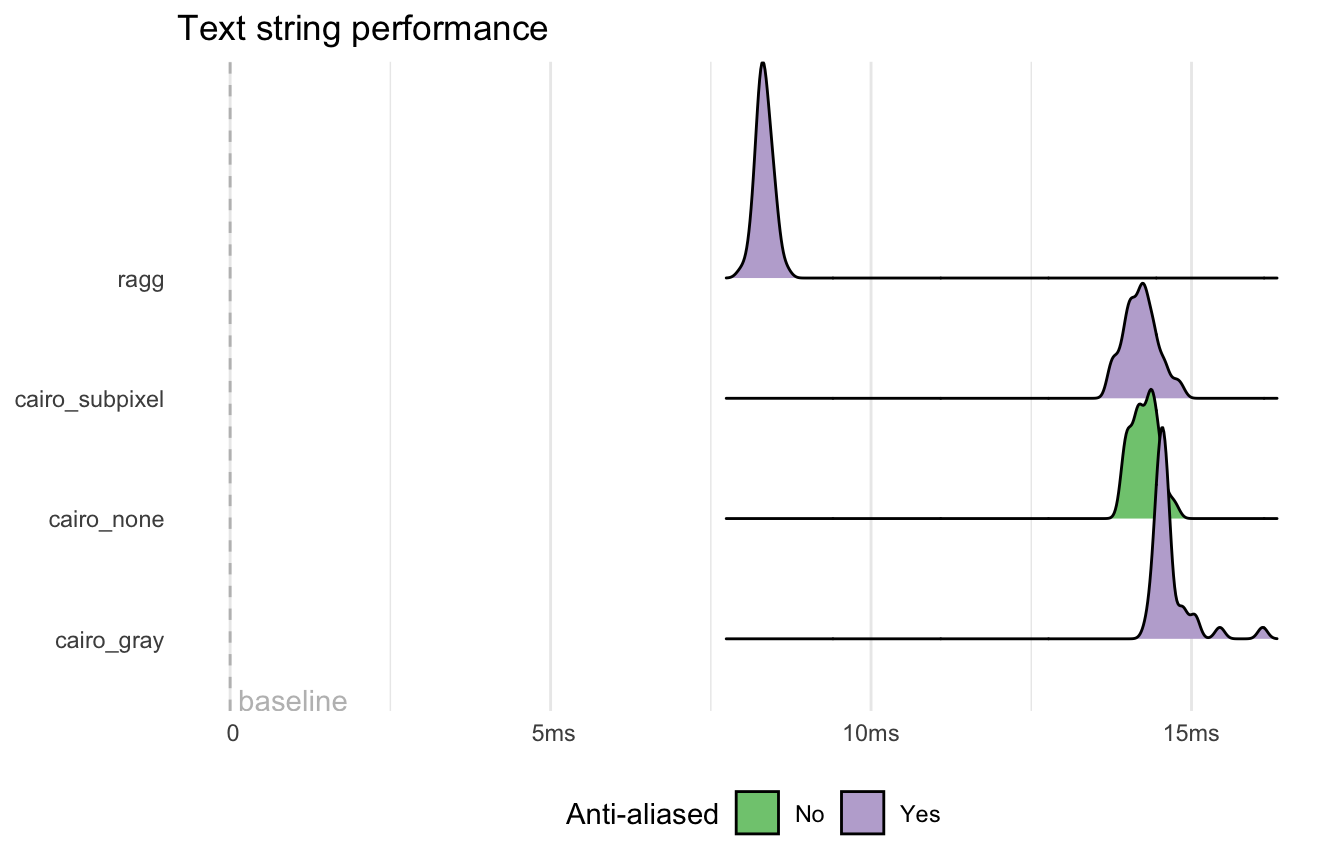 Text string performance
ragg
cairo_subpixel
cairo_none
cairo_gray
baseline
0 5ms 10ms 15ms
Anti-aliased No Yes